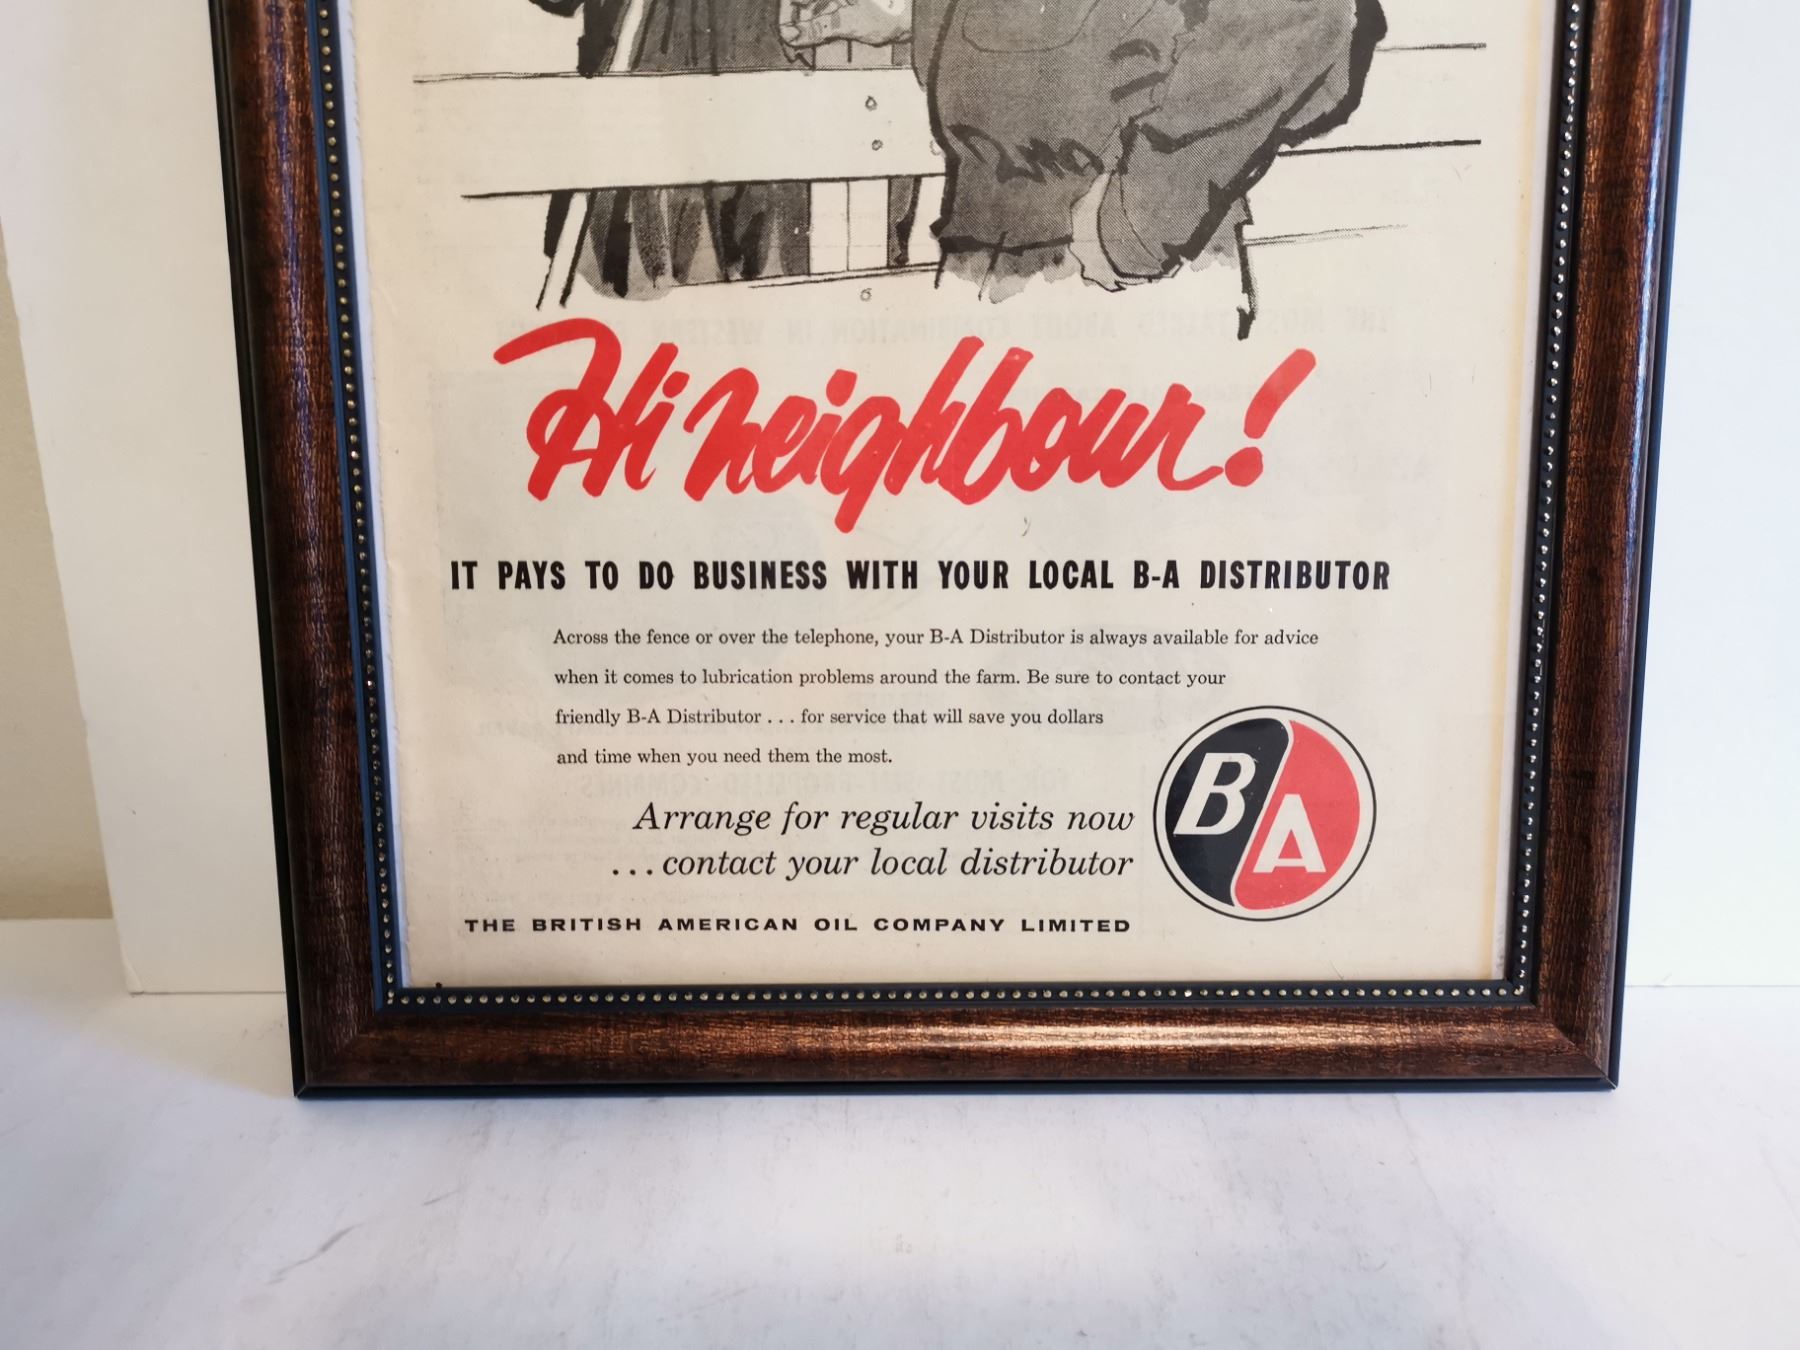 Hi neighbour!
IT PAYS TO DO BUSINESS WITH YOUR LOCAL B-A DISTRIBUTOR
Across the fence or over the telephone, your B-A Distributor is always available for advice
when it comes to lubrication problems around the farm. Be sure to contact your
friendly B-A Distributor . . . for service that will save you dollars
and time when you need them the most.
Arrange for regular visits now
. . . contact your local distributor
B A
THE BRITISH AMERICAN OIL COMPANY LIMITED